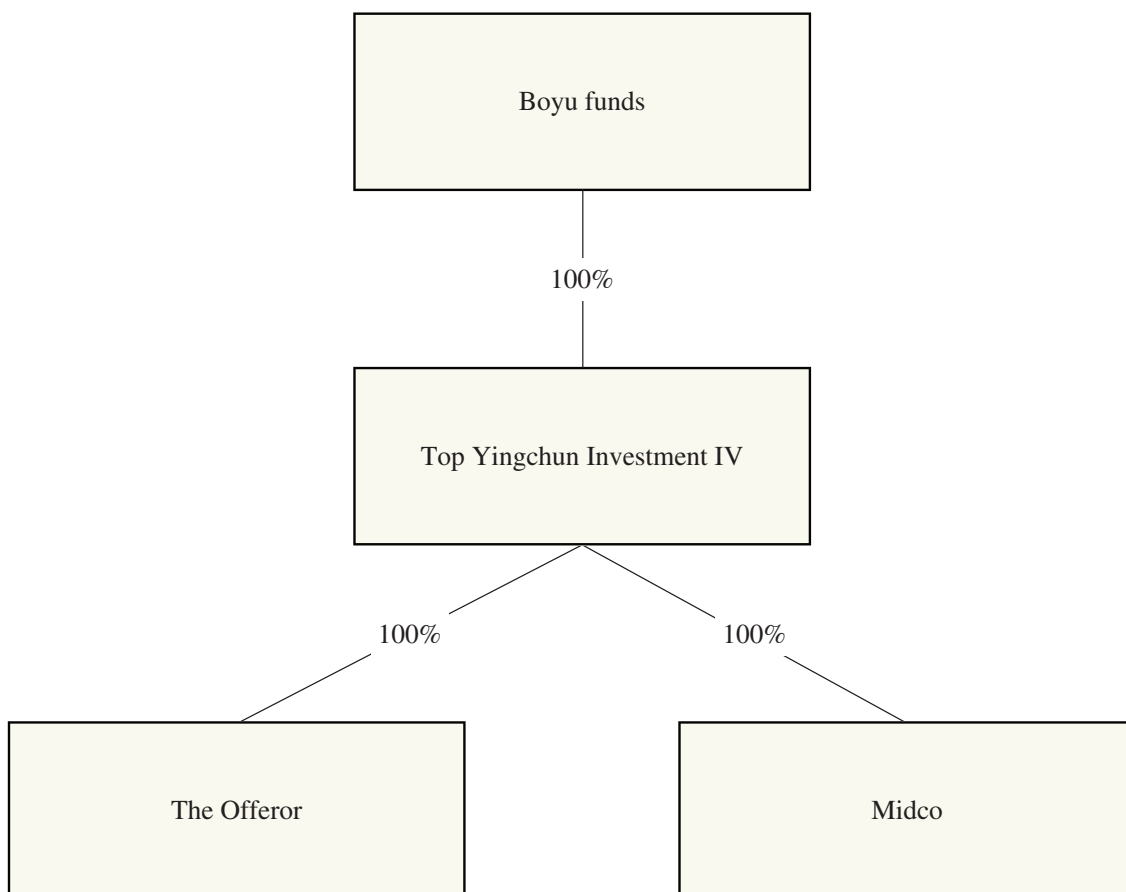 Boyu funds
100%
Top Yingchun Investment IV
100%
100%
The Offeror
Midco